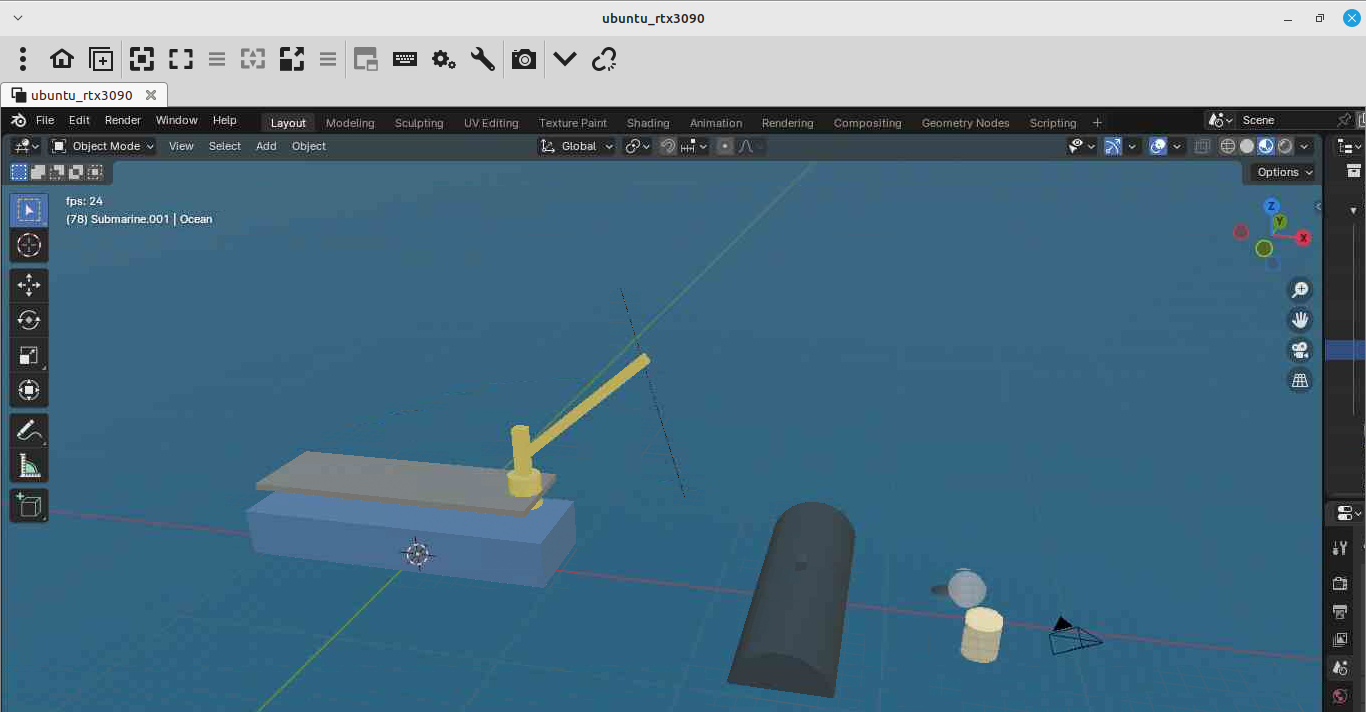 ubuntu_rtx3090
ubuntu_rtx3090
File Edit Render Window Help Layout Modeling Sculpting UV Editing Texture Paint Shading Animation Rendering Compositing Geometry Nodes Scripting + Scene
Object Mode View Select Add Object Global
Options
fps: 24
(78) Submarine.001 | Ocean
Z
Y
X